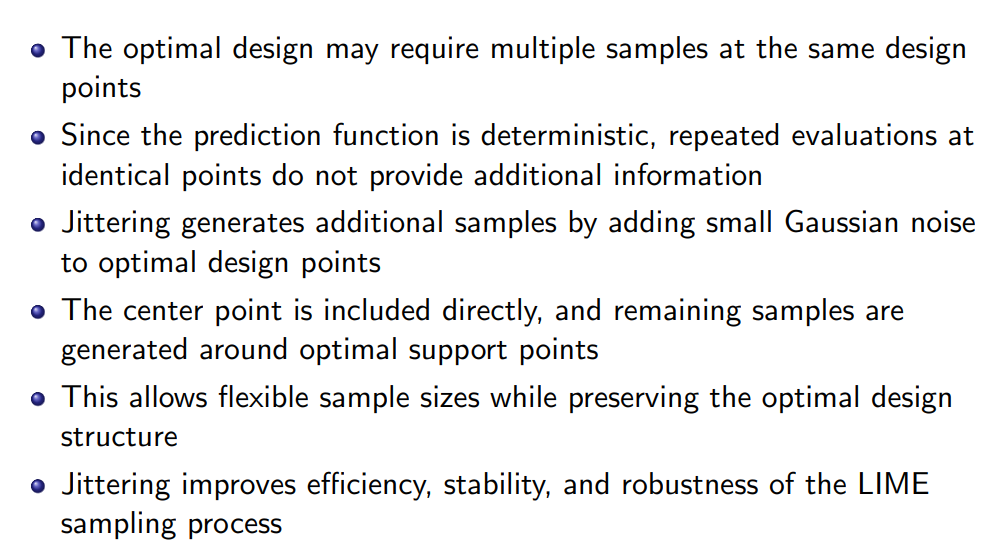 The optimal design may require multiple samples at the same design
points
Since the prediction function is deterministic, repeated evaluations at
identical points do not provide additional information
Jittering generates additional samples by adding small Gaussian noise
to optimal design points
The center point is included directly, and remaining samples are
generated around optimal support points
This allows flexible sample sizes while preserving the optimal design
structure
Jittering improves efficiency, stability, and robustness of the LIME
sampling process